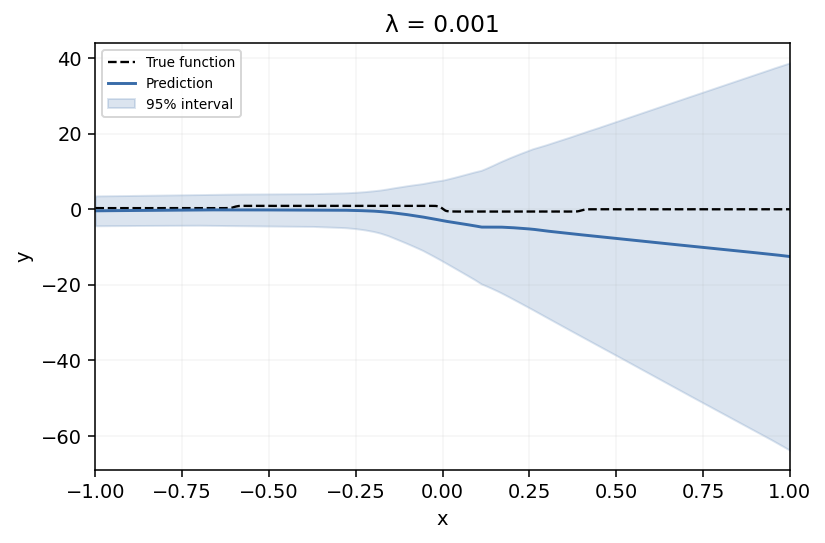 λ = 0.001
True function
Prediction
95% interval
y
40
20
0
−20
−40
−60
−1.00 −0.75 −0.50 −0.25 0.00 0.25 0.50 0.75 1.00
x